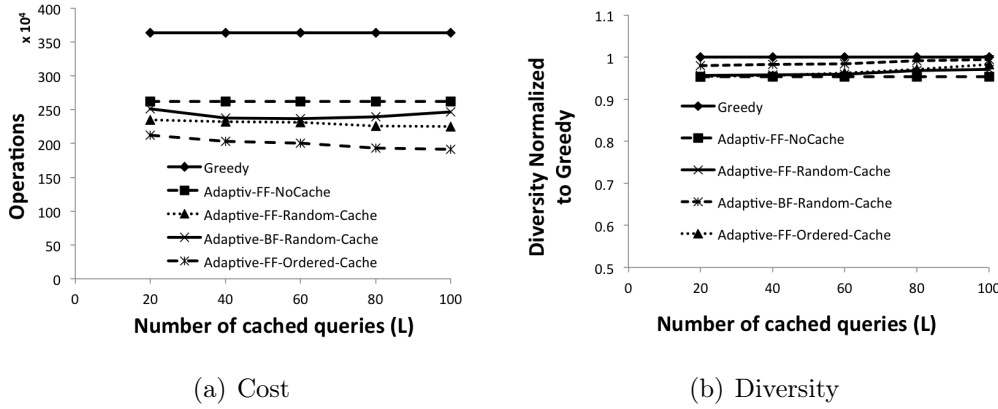 x 10⁴
400
350
300
250
200
150
100
50
0
Operations
Greedy
Adaptiv-FF-NoCache
Adaptive-FF-Random-Cache
Adaptive-BF-Random-Cache
Adaptive-FF-Ordered-Cache
0 20 40 60 80 100
Number of cached queries (L)
(a) Cost
1.1
1
0.9
0.8
0.7
0.6
0.5
Diversity Normalized
to Greedy
Greedy
Adaptiv-FF-NoCache
Adaptive-FF-Random-Cache
Adaptive-BF-Random-Cache
Adaptive-FF-Ordered-Cache
0 20 40 60 80 100
Number of cached queries (L)
(b) Diversity